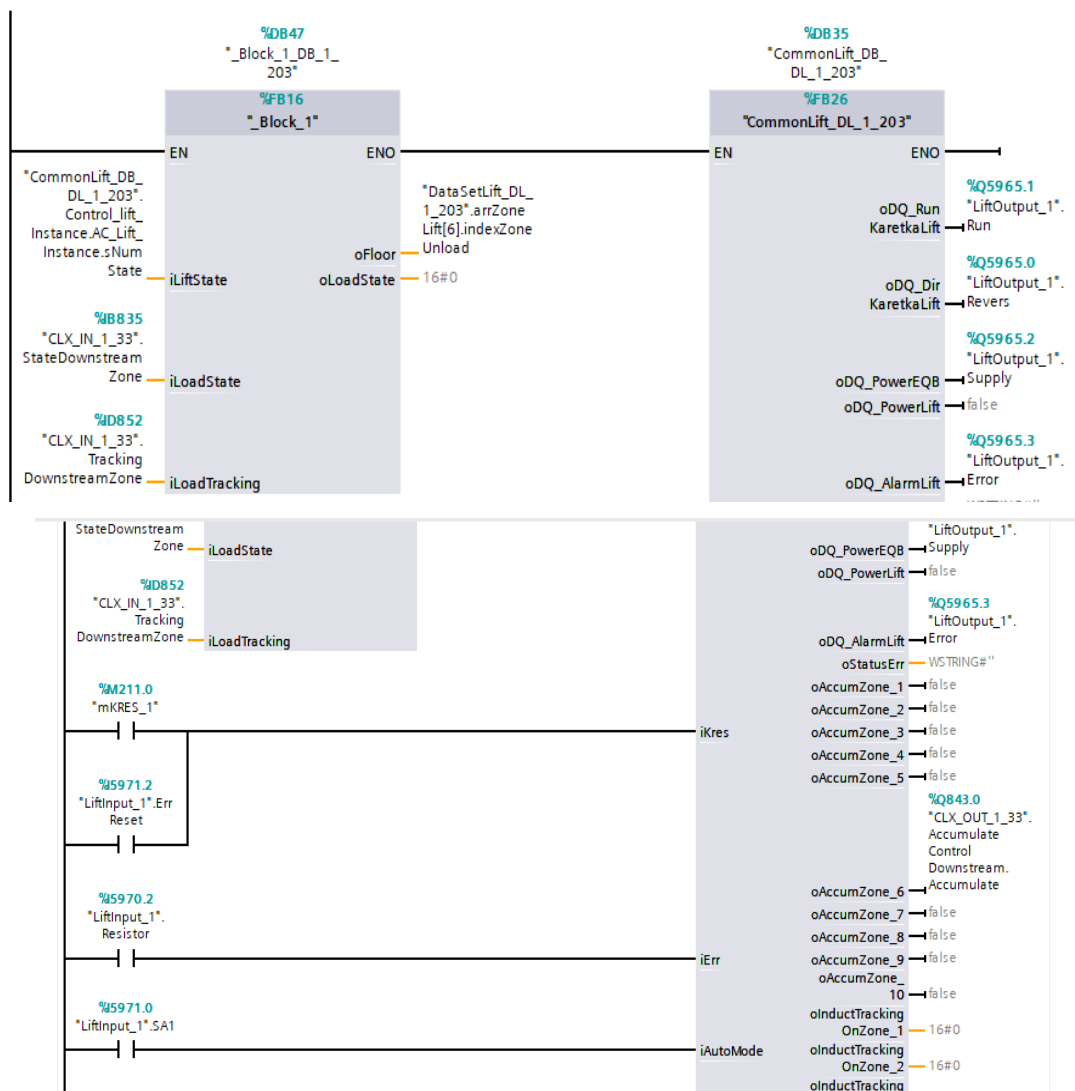 %DB47
"_Block_1_DB_1_
203"
%FB16
"_Block_1"
EN
ENO
"CommonLift_DB_
DL_1_203".
Control_lift_
Instance.AC_Lift_
Instance.sNum
State
iLiftState
%IB835
"CLX_IN_1_33".
StateDownstream
Zone
iLoadState
%ID852
"CLX_IN_1_33".
Tracking
DownstreamZone
iLoadTracking
oFloor
"DataSetLift_DL_
1_203".arrZone
Lift[6].indexZone
Unload
oLoadState
16#0
%DB35
"CommonLift_DB_
DL_1_203"
%FB26
"CommonLift_DL_1_203"
EN
ENO
oDQ_Run
KaretkaLift
%Q5965.1
"LiftOutput_1".
Run
oDQ_Dir
KaretkaLift
%Q5965.0
"LiftOutput_1".
Revers
oDQ_PowerEQB
%Q5965.2
"LiftOutput_1".
Supply
oDQ_PowerLift
false
oDQ_AlarmLift
%Q5965.3
"LiftOutput_1".
Error
StateDownstream
Zone
iLoadState
%ID852
"CLX_IN_1_33".
Tracking
DownstreamZone
iLoadTracking
%M211.0
"mKRES_1"
iKres
%I5971.2
"LiftInput_1".Err
Reset
%I5970.2
"LiftInput_1".
Resistor
iErr
%I5971.0
"LiftInput_1".SA1
iAutoMode
"LiftOutput_1".
oDQ_PowerEQB
Supply
oDQ_PowerLift
false
%Q5965.3
"LiftOutput_1".
oDQ_AlarmLift
Error
oStatusErr
WSTRING#''
oAccumZone_1
false
oAccumZone_2
false
oAccumZone_3
false
oAccumZone_4
false
oAccumZone_5
false
%Q843.0
"CLX_OUT_1_33".
Accumulate
Control
Downstream.
Accumulate
oAccumZone_6
oAccumZone_7
false
oAccumZone_8
false
oAccumZone_9
false
oAccumZone_
10
false
oInductTracking
OnZone_1
16#0
oInductTracking
OnZone_2
16#0
oInductTracking